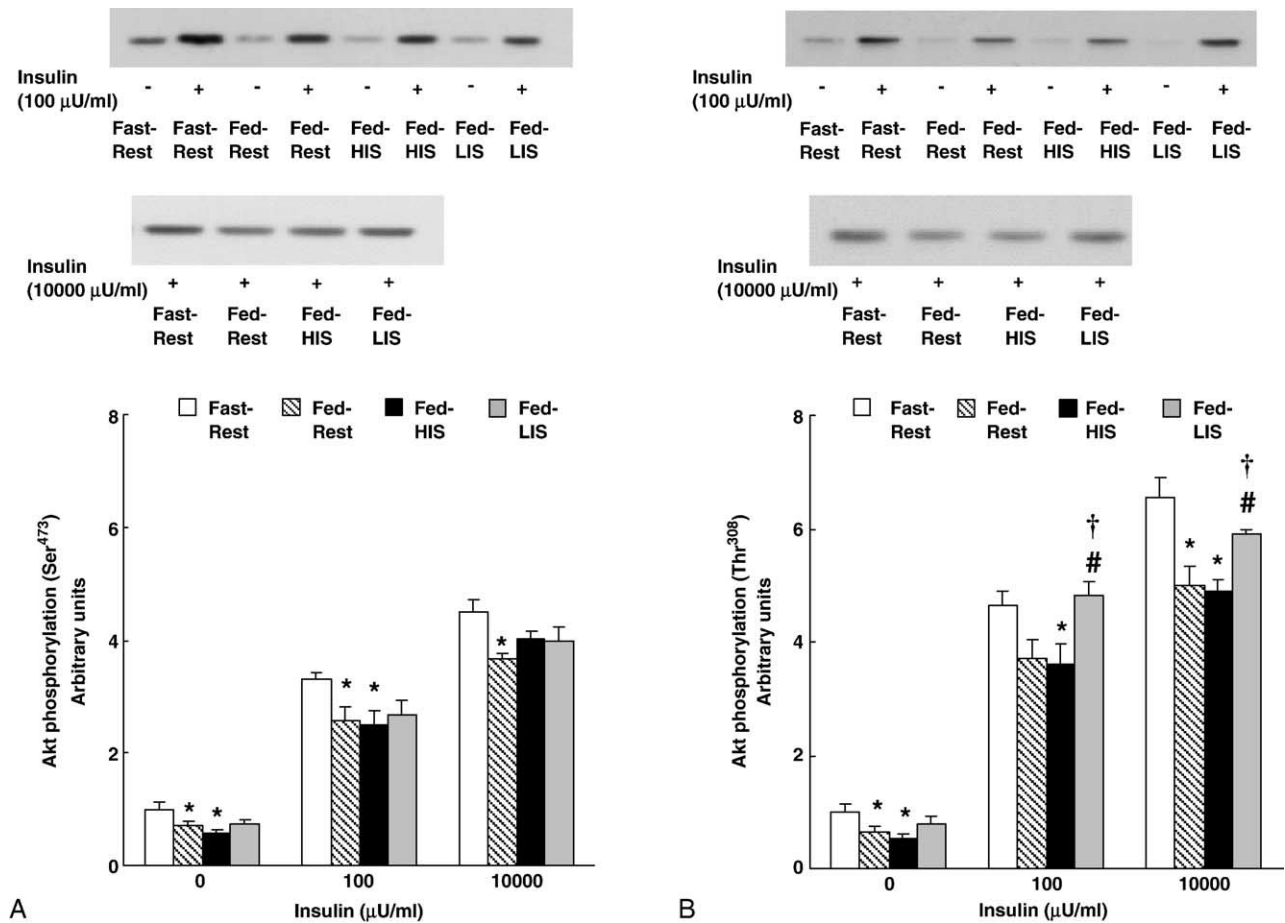 Insulin
(100 µU/ml)
- + - + - + - +
Fast- Fast- Fed- Fed- Fed- Fed- Fed- Fed-
Rest Rest Rest Rest HIS HIS LIS LIS
Insulin
(10000 µU/ml)
+ + + +
Fast- Fed- Fed- Fed-
Rest Rest HIS LIS
Fast- Fed- Fed- Fed-
Rest Rest HIS LIS
Akt phosphorylation (Ser473)
Arbitrary units
8
6
4
2
0
* *
* *
*
0 100 10000
Insulin (µU/ml)
A
Insulin
(100 µU/ml)
- + - + - + - +
Fast- Fast- Fed- Fed- Fed- Fed- Fed- Fed-
Rest Rest Rest Rest HIS HIS LIS LIS
Insulin
(10000 µU/ml)
+ + + +
Fast- Fed- Fed- Fed-
Rest Rest HIS LIS
Fast- Fed- Fed- Fed-
Rest Rest HIS LIS
Akt phosphorylation (Thr308)
Arbitrary units
8
6
4
2
0
* *
†
#
*
†
#
* *
0 100 10000
Insulin (µU/ml)
B